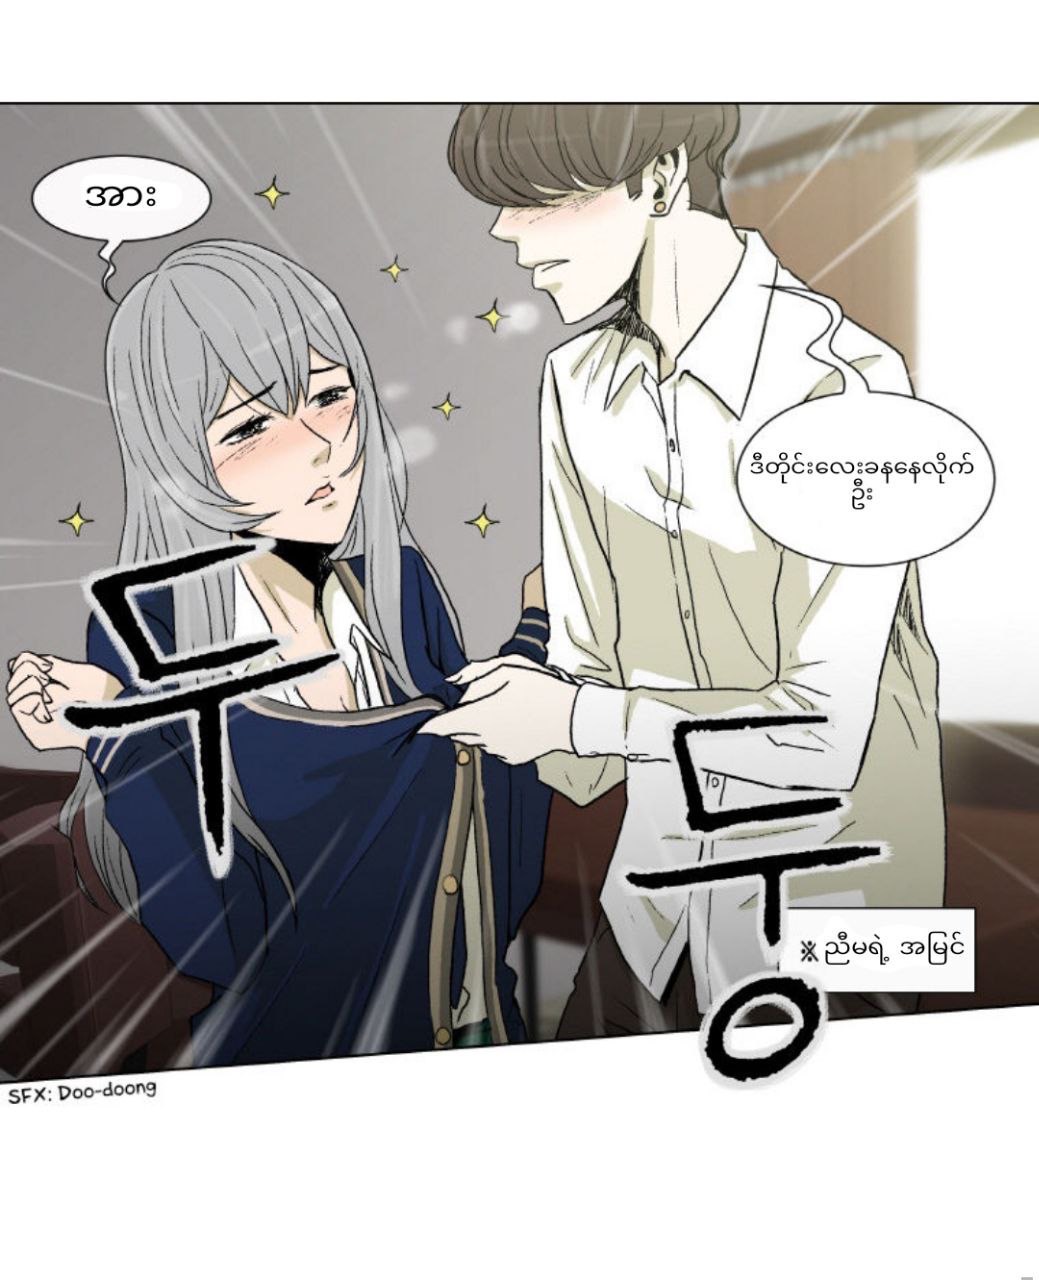 အား
ဒီတိုင်းလေးခနနေလိုက်
ဦး
두
둥
※ ညီမရဲ့ အမြင်
SFX: Doo-doong